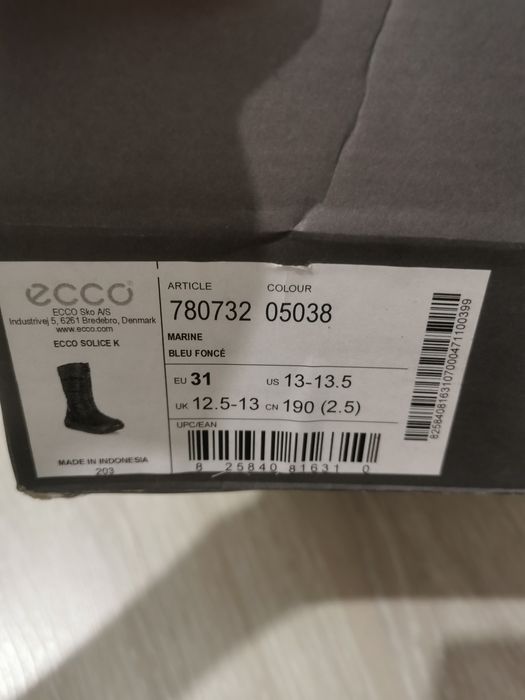 ecco
ECCO Sko A/S
Industrivej 5, 6261 Bredebro, Denmark
www.ecco.com
ECCO SOLICE K
MADE IN INDONESIA
203
ARTICLE COLOUR
780732 05038
MARINE
BLEU FONCÉ
EU 31 US 13-13.5
UK 12.5-13 CN 190 (2.5)
UPC/EAN
8 25840 81631 0
82584081631070000471100399